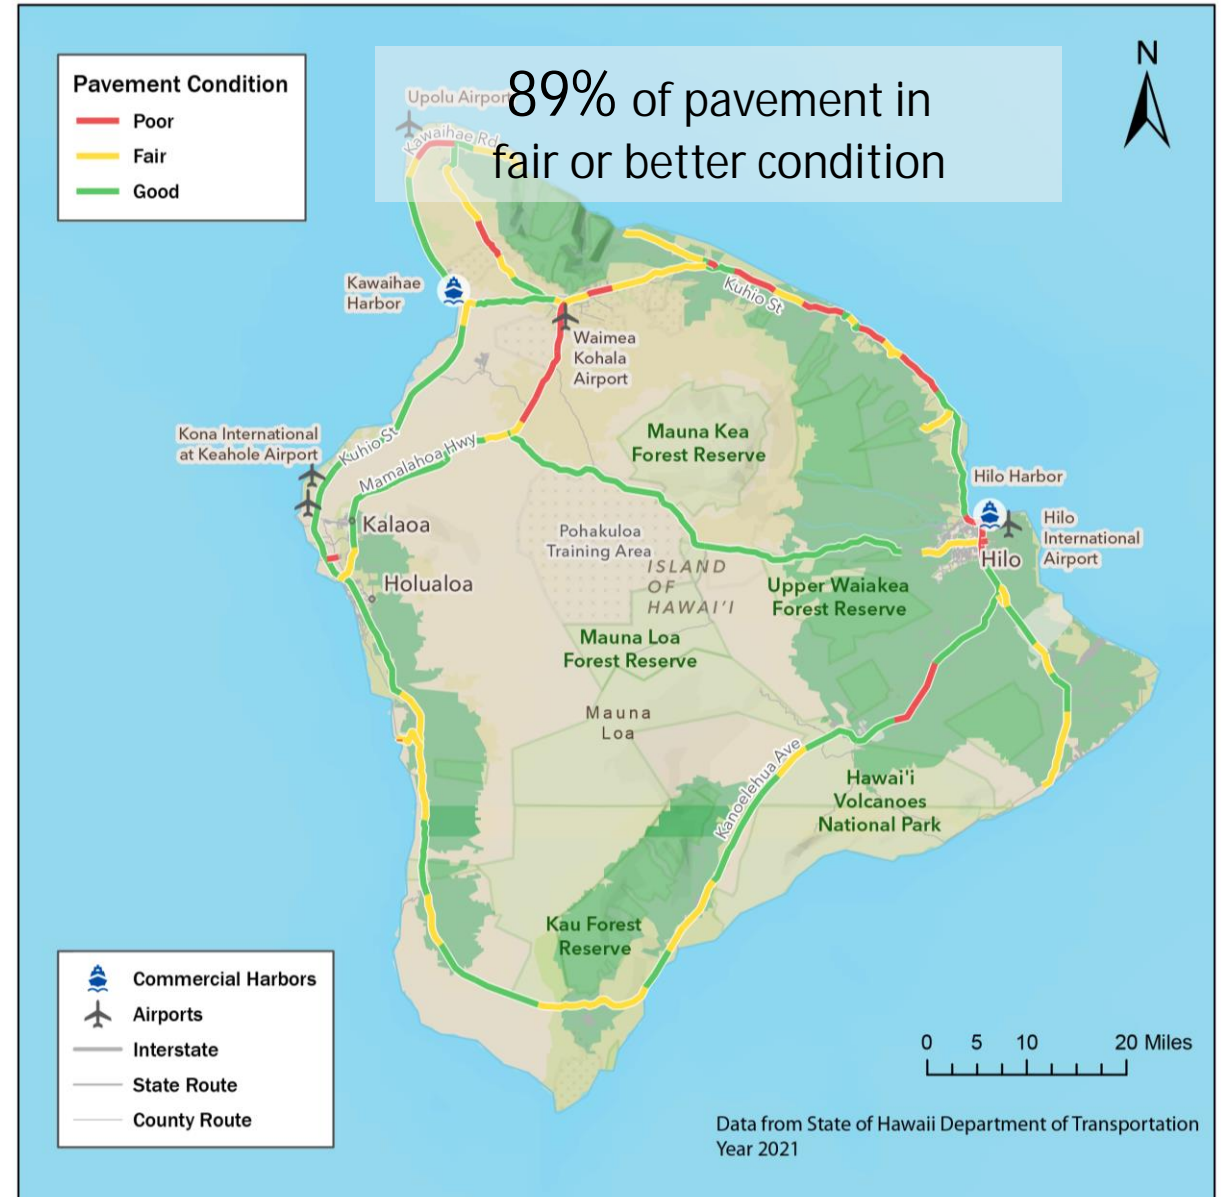 Pavement Condition
Poor
Fair
Good
89% of pavement in
fair or better condition
N
Upolu Airport
Kawaihae Rd
Kawaihae
Harbor
Kuhio St
Waimea
Kohala
Airport
Kona International
at Keahole Airport
Kuhio St
Mamalahoa Hwy
Mauna Kea
Forest Reserve
Hilo Harbor
Kalaoa
Pohakuloa
Training Area
Hilo
International
Airport
Hilo
ISLAND
OF
HAWAI'I
Holualoa
Upper Waiakea
Forest Reserve
Mauna Loa
Forest Reserve
Mauna
Loa
Kanoelehua Ave
Hawai'i
Volcanoes
National Park
Kau Forest
Reserve
Commercial Harbors
Airports
Interstate
State Route
County Route
0 5 10 20 Miles
Data from State of Hawaii Department of Transportation
Year 2021